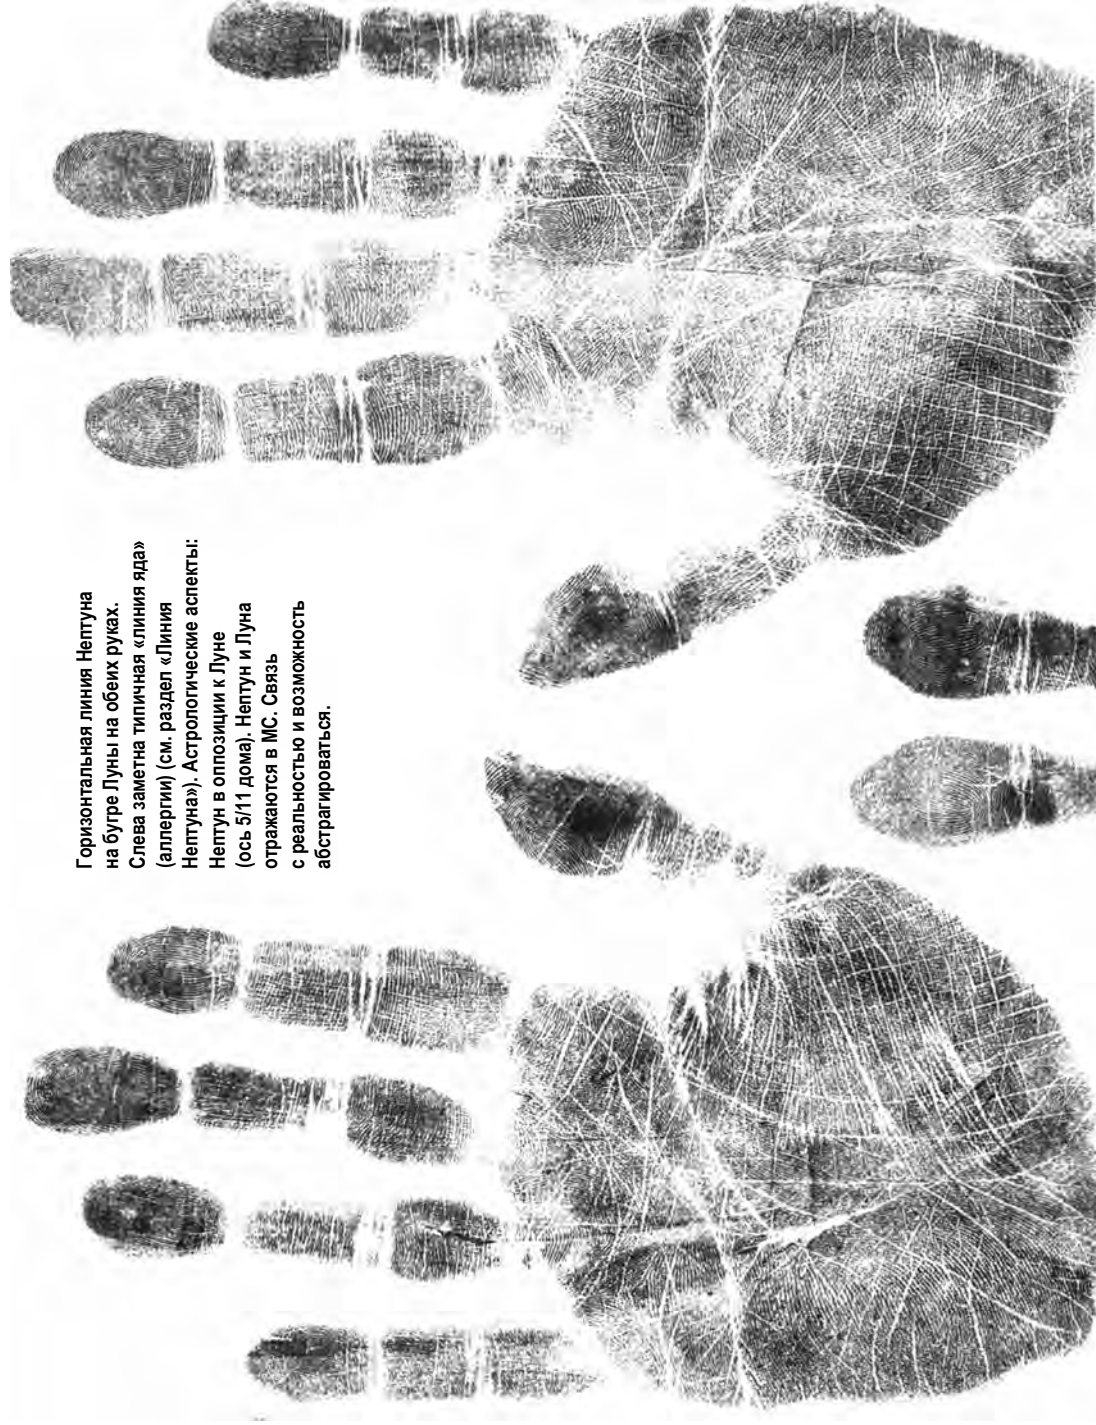 Горизонтальная линия Нептуна
на бугре Луны на обеих руках.
Слева заметна типичная «линия яда»
(аллергии) (см. раздел «Линия
Нептуна»). Астрологические аспекты:
Нептун в оппозиции к Луне
(ось 5/11 дома). Нептун и Луна
отражаются в МС. Связь
с реальностью и возможность
абстрагироваться.